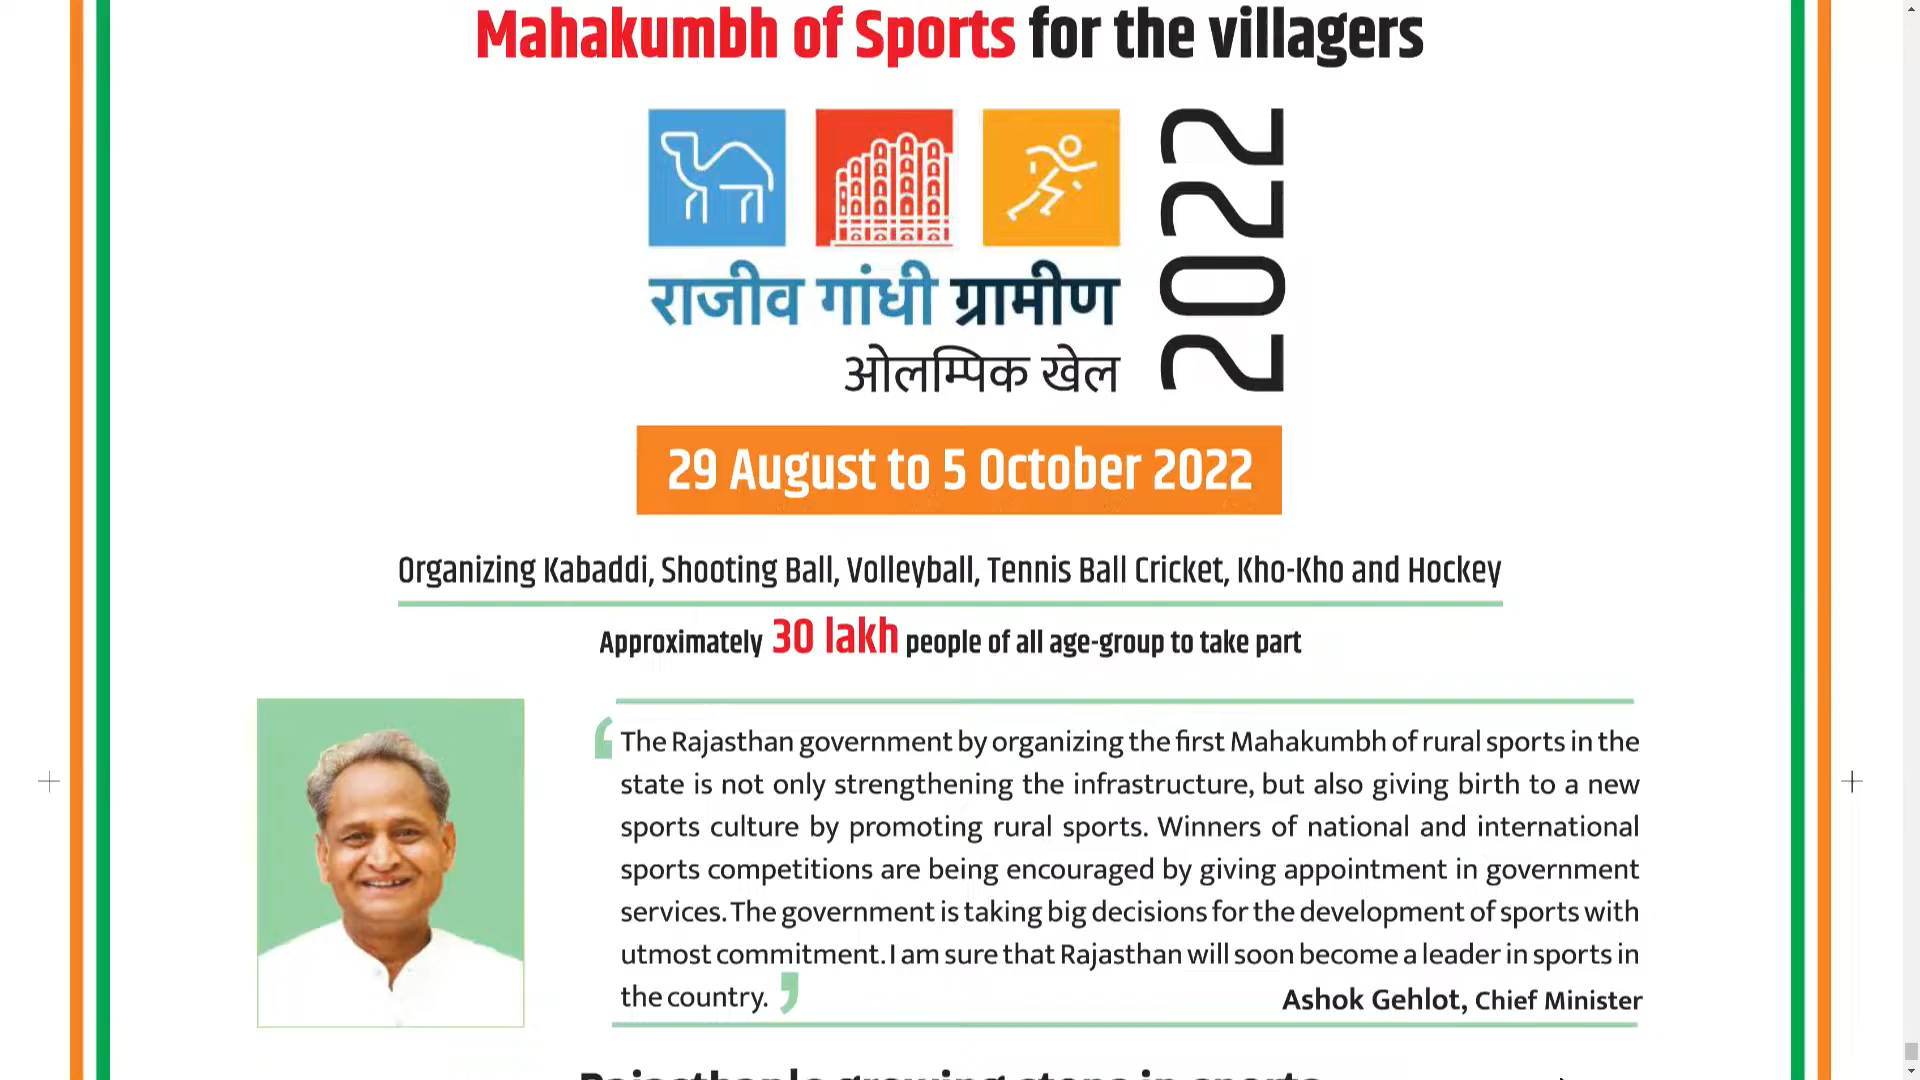 Mahakumbh of Sports for the villagers
राजीव गांधी ग्रामीण
ओलम्पिक खेल
2022
29 August to 5 October 2022
Organizing Kabaddi, Shooting Ball, Volleyball, Tennis Ball Cricket, Kho-Kho and Hockey
Approximately 30 lakh people of all age-group to take part
‘ The Rajasthan government by organizing the first Mahakumbh of rural sports in the
state is not only strengthening the infrastructure, but also giving birth to a new
sports culture by promoting rural sports. Winners of national and international
sports competitions are being encouraged by giving appointment in government
services. The government is taking big decisions for the development of sports with
utmost commitment. I am sure that Rajasthan will soon become a leader in sports in
the country. ’
Ashok Gehlot, Chief Minister
Rajasthan's growing steps in sports